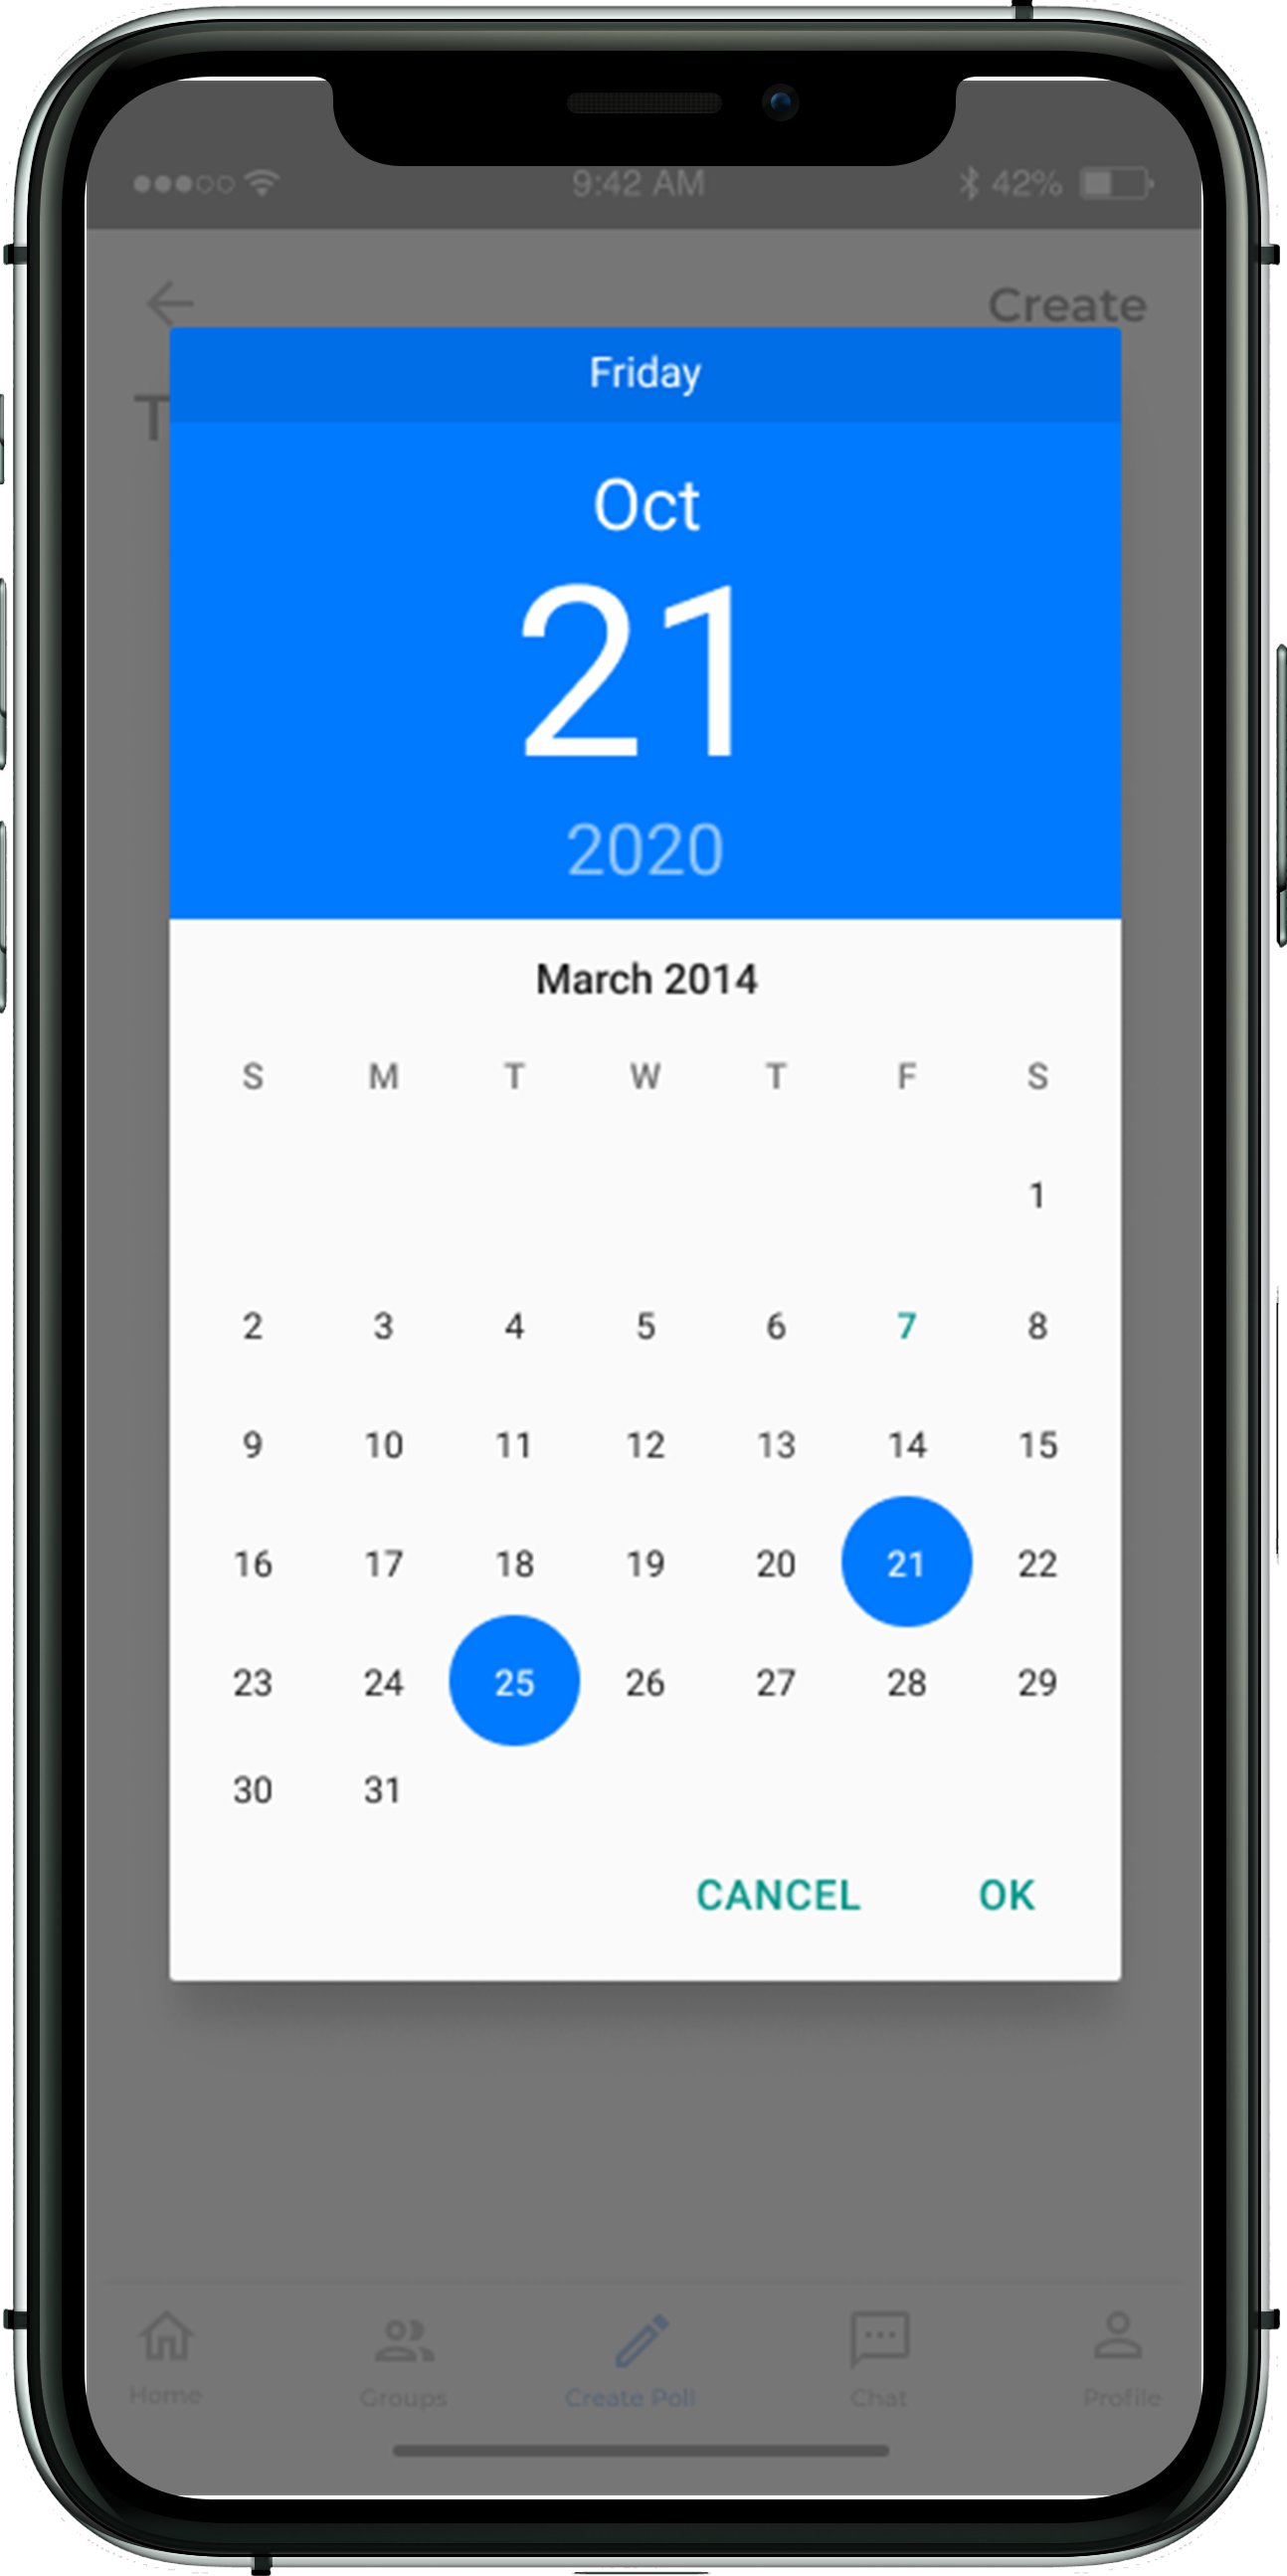 9:42 AM 42%
Create
T
Friday
Oct
21
2020
March 2014
S M T W T F S
1
2 3 4 5 6 7 8
9 10 11 12 13 14 15
16 17 18 19 20 21 22
23 24 25 26 27 28 29
30 31
CANCEL OK
Home Groups Create Poll Chat Profile